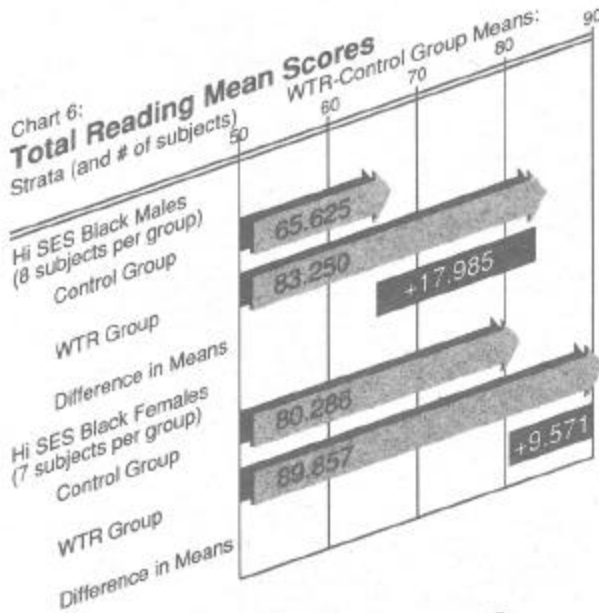 Chart 6:
Total Reading Mean Scores
Strata (and # of subjects)
WTR-Control Group Means:
50 60 70 80 90
Hi SES Black Males
(8 subjects per group)
Control Group
65.625
WTR Group
83.250
Difference in Means
+17.985
Hi SES Black Females
(7 subjects per group)
Control Group
80.286
WTR Group
89.857
Difference in Means
+9.571